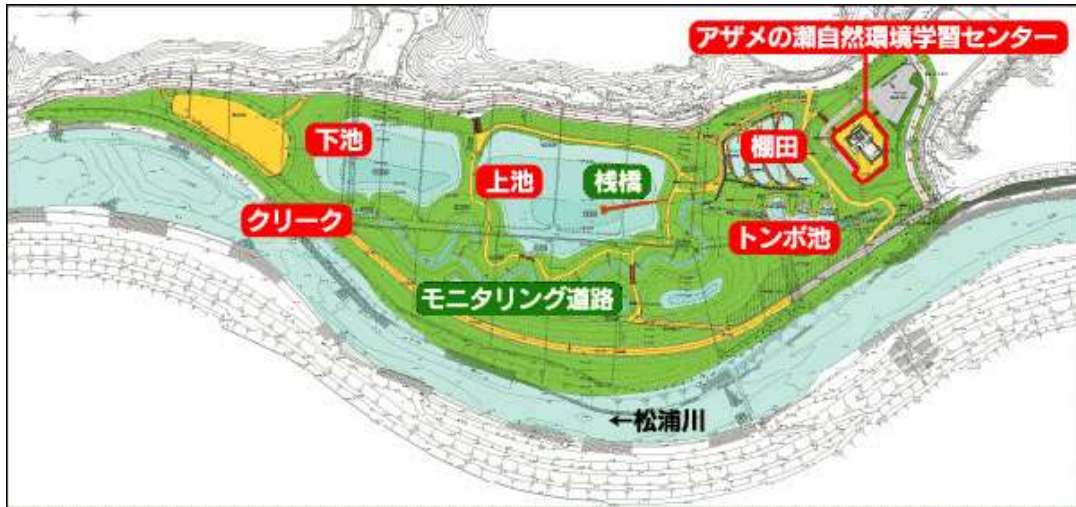 アザメの瀬自然環境学習センター
下池
棚田
上池
桟橋
クリーク
トンボ池
モニタリング道路
←松浦川